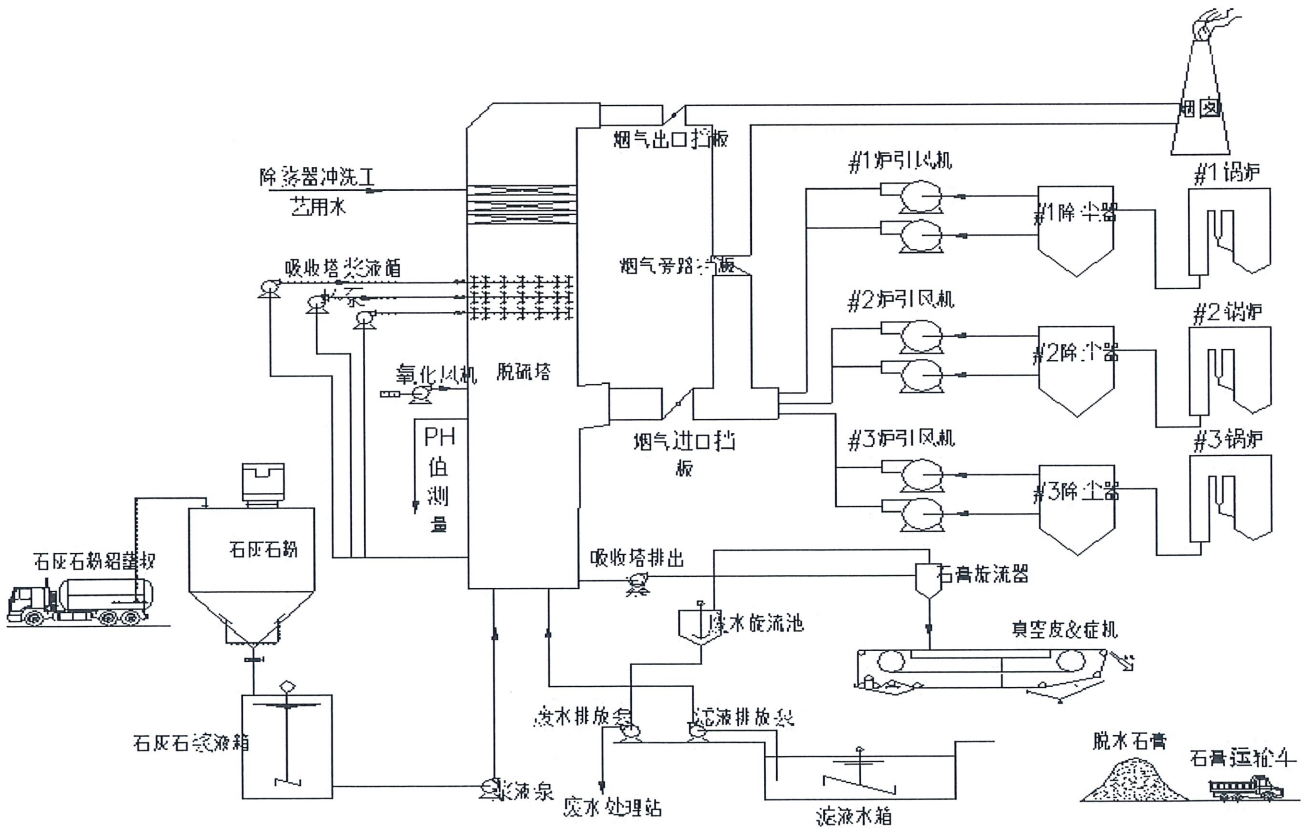 烟囱
烟气出口挡板
#1炉引风机
#1锅炉
除雾器冲洗工
艺用水
#1除尘器
吸收塔浆液循
泵
烟气旁路挡板
#2炉引风机
#2锅炉
#2除尘器
氧化风机
脱硫塔
PH
值
测
量
烟气进口挡
板
#3炉引风机
#3锅炉
#3除尘器
石灰石粉
石灰石粉
吸收塔排出
石膏旋流器
废水旋流池
真空皮
机
废水排放泵
滤液排放泵
石灰石浆液箱
脱水石膏
石膏运输车
浆液泵
废水处理站
滤液水箱